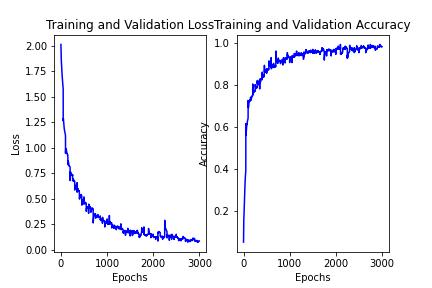 Training and Validation Loss
2.00
1.75
1.50
1.25
1.00
0.75
0.50
0.25
0.00
Loss
0 1000 2000 3000
Epochs
Training and Validation Accuracy
1.0
0.8
0.6
0.4
0.2
Accuracy
0 1000 2000 3000
Epochs